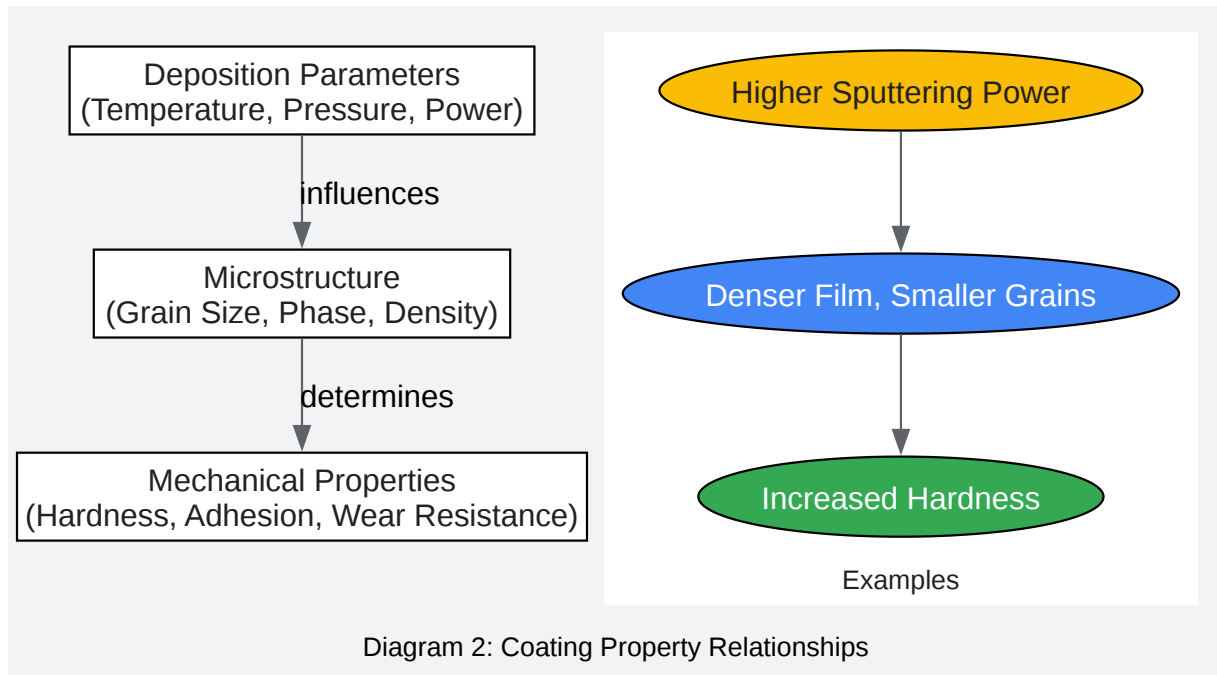 Deposition Parameters
(Temperature, Pressure, Power)
influences
Microstructure
(Grain Size, Phase, Density)
determines
Mechanical Properties
(Hardness, Adhesion, Wear Resistance)
Higher Sputtering Power
Denser Film, Smaller Grains
Increased Hardness
Examples
Diagram 2: Coating Property Relationships